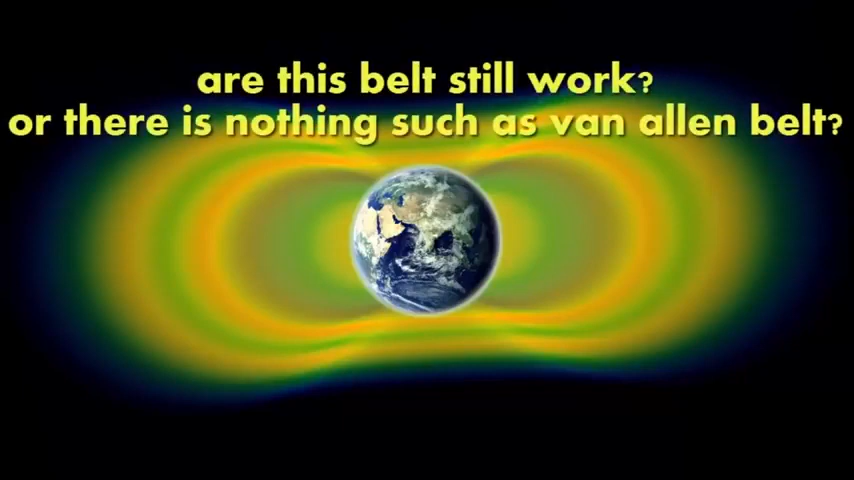 are this belt still work?
or there is nothing such as van allen belt?